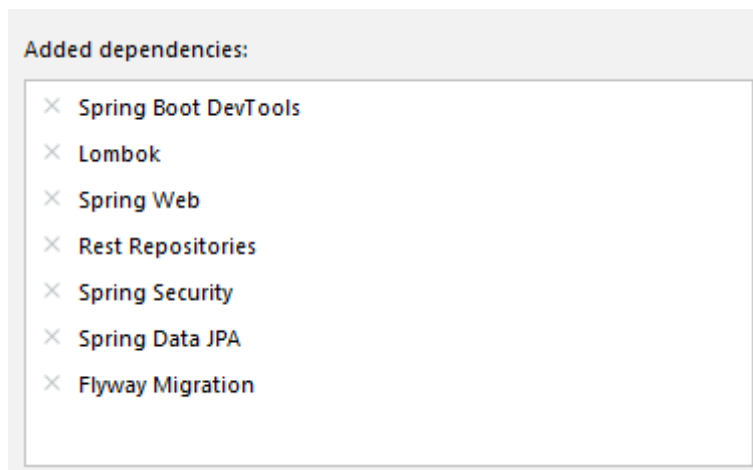 Added dependencies:
Spring Boot DevTools
Lombok
Spring Web
Rest Repositories
Spring Security
Spring Data JPA
Flyway Migration